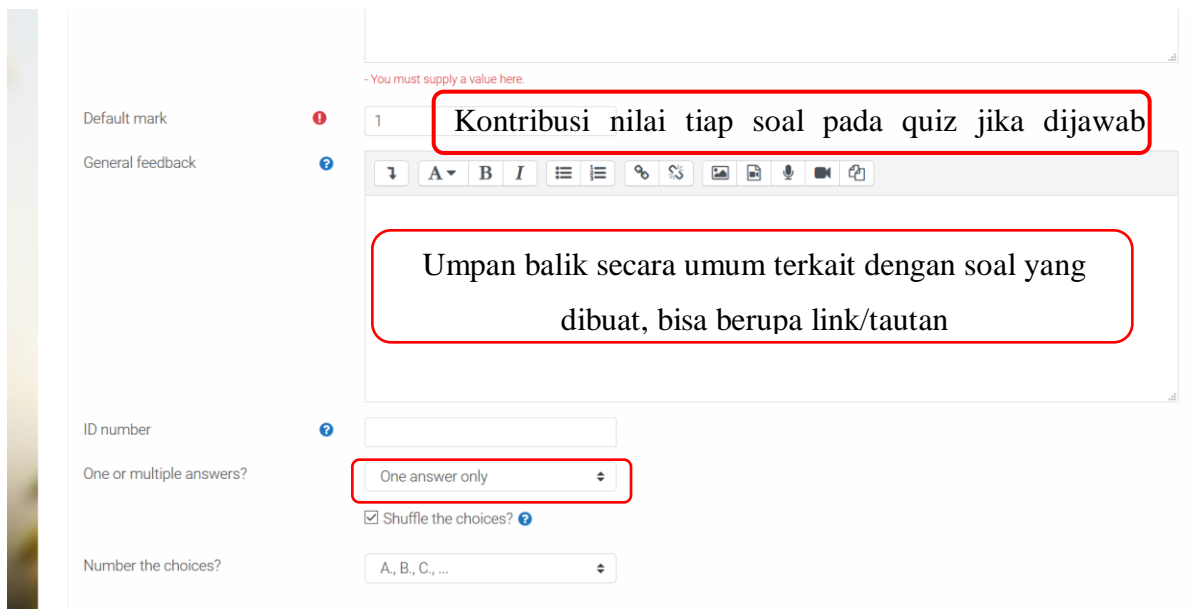 - You must supply a value here.
Default mark
1
Kontribusi nilai tiap soal pada quiz jika dijawab
General feedback
A B I
Umpan balik secara umum terkait dengan soal yang
dibuat, bisa berupa link/tautan
ID number
One or multiple answers?
One answer only
Shuffle the choices?
Number the choices?
A., B., C., ...